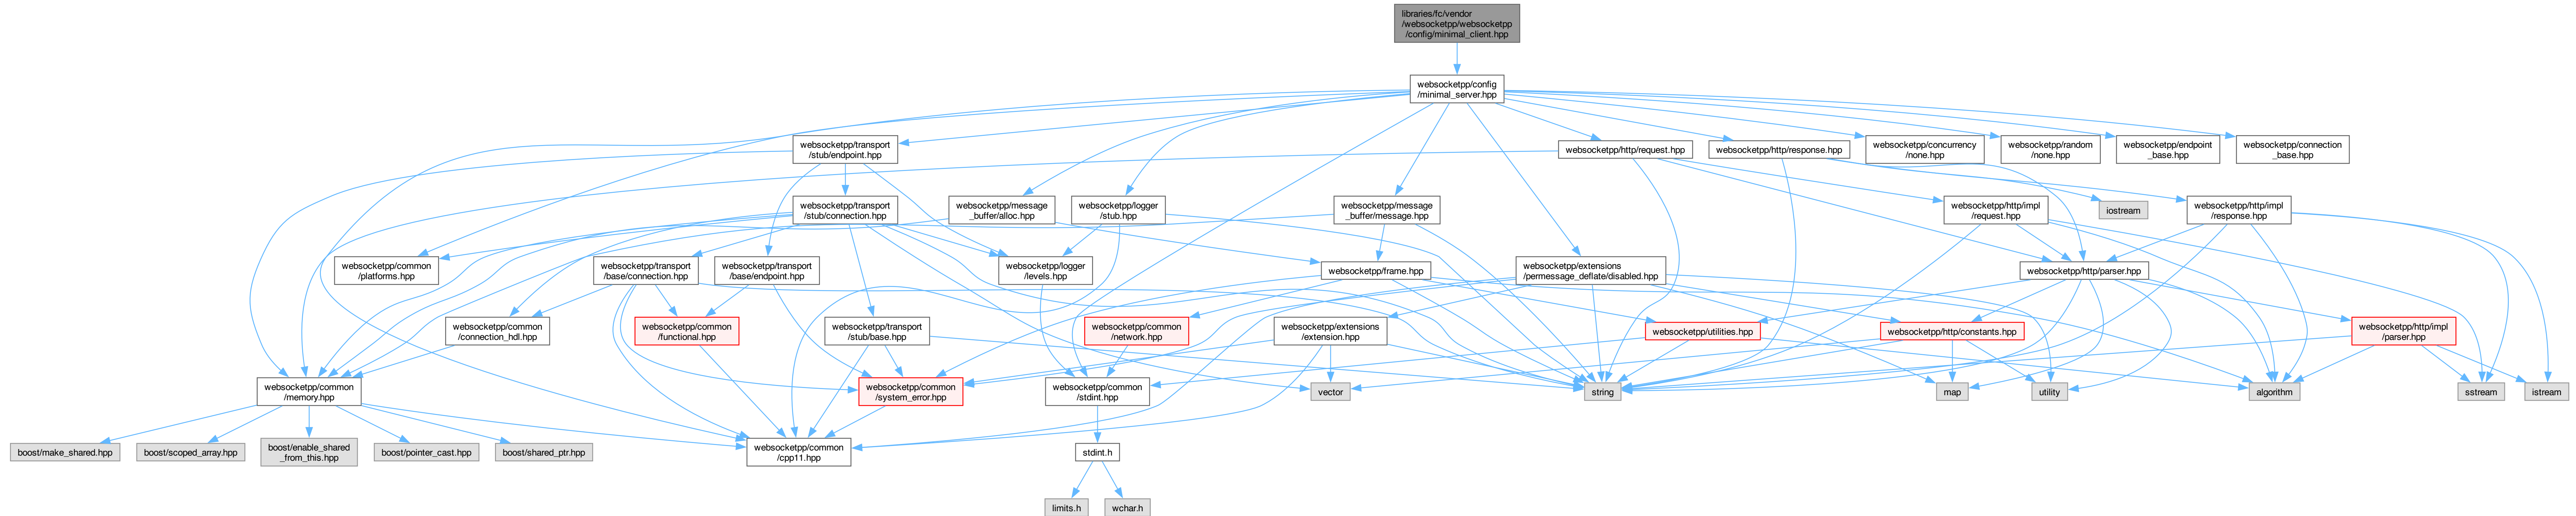 libraries/fc/vendor
/websocketpp/websocketpp
/config/minimal_client.hpp
websocketpp/config
/minimal_server.hpp
websocketpp/transport
/stub/endpoint.hpp
websocketpp/http/request.hpp
websocketpp/http/response.hpp
websocketpp/concurrency
/none.hpp
websocketpp/random
/none.hpp
websocketpp/endpoint
_base.hpp
websocketpp/connection
_base.hpp
websocketpp/transport
/stub/connection.hpp
websocketpp/message
_buffer/alloc.hpp
websocketpp/logger
/stub.hpp
websocketpp/message
_buffer/message.hpp
websocketpp/http/impl
/request.hpp
iostream
websocketpp/http/impl
/response.hpp
websocketpp/common
/platforms.hpp
websocketpp/transport
/base/connection.hpp
websocketpp/transport
/base/endpoint.hpp
websocketpp/logger
/levels.hpp
websocketpp/frame.hpp
websocketpp/extensions
/permessage_deflate/disabled.hpp
websocketpp/http/parser.hpp
websocketpp/common
/connection_hdl.hpp
websocketpp/common
/functional.hpp
websocketpp/transport
/stub/base.hpp
websocketpp/common
/network.hpp
websocketpp/extensions
/extension.hpp
websocketpp/utilities.hpp
websocketpp/http/constants.hpp
websocketpp/http/impl
/parser.hpp
websocketpp/common
/memory.hpp
websocketpp/common
/system_error.hpp
websocketpp/common
/stdint.hpp
vector
string
map
utility
algorithm
sstream
istream
boost/make_shared.hpp
boost/scoped_array.hpp
boost/enable_shared
_from_this.hpp
boost/pointer_cast.hpp
boost/shared_ptr.hpp
websocketpp/common
/cpp11.hpp
stdint.h
limits.h
wchar.h